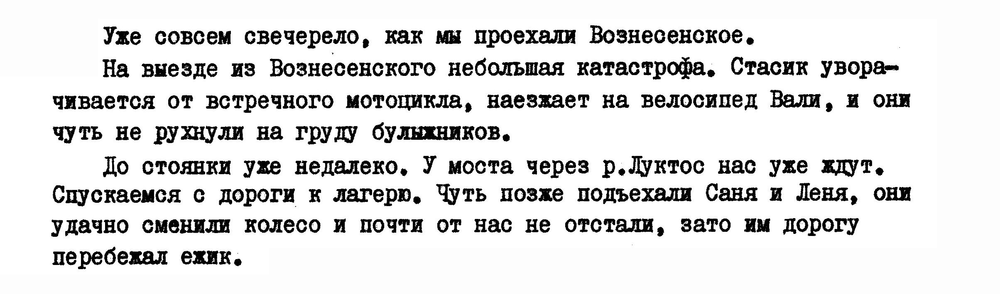 Уже совсем свечерело, как мы проехали Вознесенское.
На выезде из Вознесенского небольшая катастрофа. Стасик увора-
чивается от встречного мотоцикла, наезжает на велосипед Вали, и они
чуть не рухнули на груду булыжников.
До стоянки уже недалеко. У моста через р.Луктос нас уже ждут.
Спускаемся с дороги к лагерю. Чуть позже подъехали Саня и Леня, они
удачно сменили колесо и почти от нас не отстали, зато им дорогу
перебежал ежик.